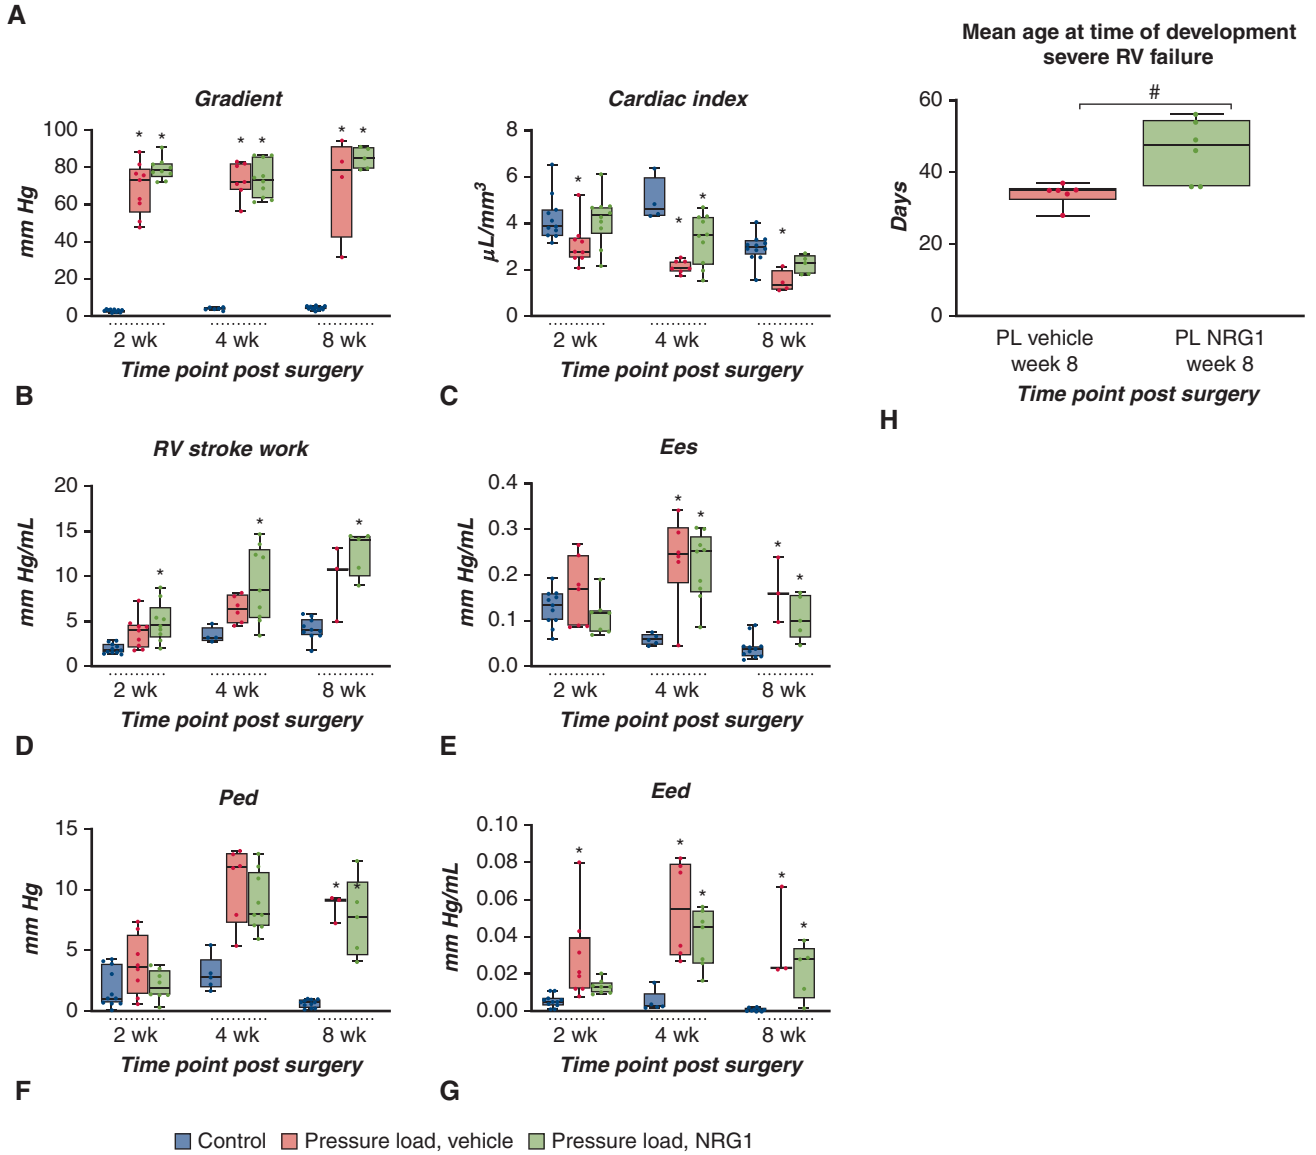 A
Gradient
100
80
60
40
20
0
mm Hg
* * * * * *
2 wk 4 wk 8 wk
Time point post surgery
Cardiac index
8
6
4
2
0
µL/mm³
* * * *
2 wk 4 wk 8 wk
Time point post surgery
Mean age at time of development
severe RV failure
#
60
40
20
0
Days
PL vehicle
week 8
PL NRG1
week 8
Time point post surgery
B
C
H
RV stroke work
20
15
10
5
0
mm Hg/mL
* * *
2 wk 4 wk 8 wk
Time point post surgery
Ees
0.4
0.3
0.2
0.1
0.0
mm Hg/mL
* * * *
2 wk 4 wk 8 wk
Time point post surgery
D
E
Ped
15
10
5
0
mm Hg
* *
2 wk 4 wk 8 wk
Time point post surgery
Eed
0.10
0.08
0.06
0.04
0.02
0.00
mm Hg/mL
* * * * *
2 wk 4 wk 8 wk
Time point post surgery
F
G
Control Pressure load, vehicle Pressure load, NRG1